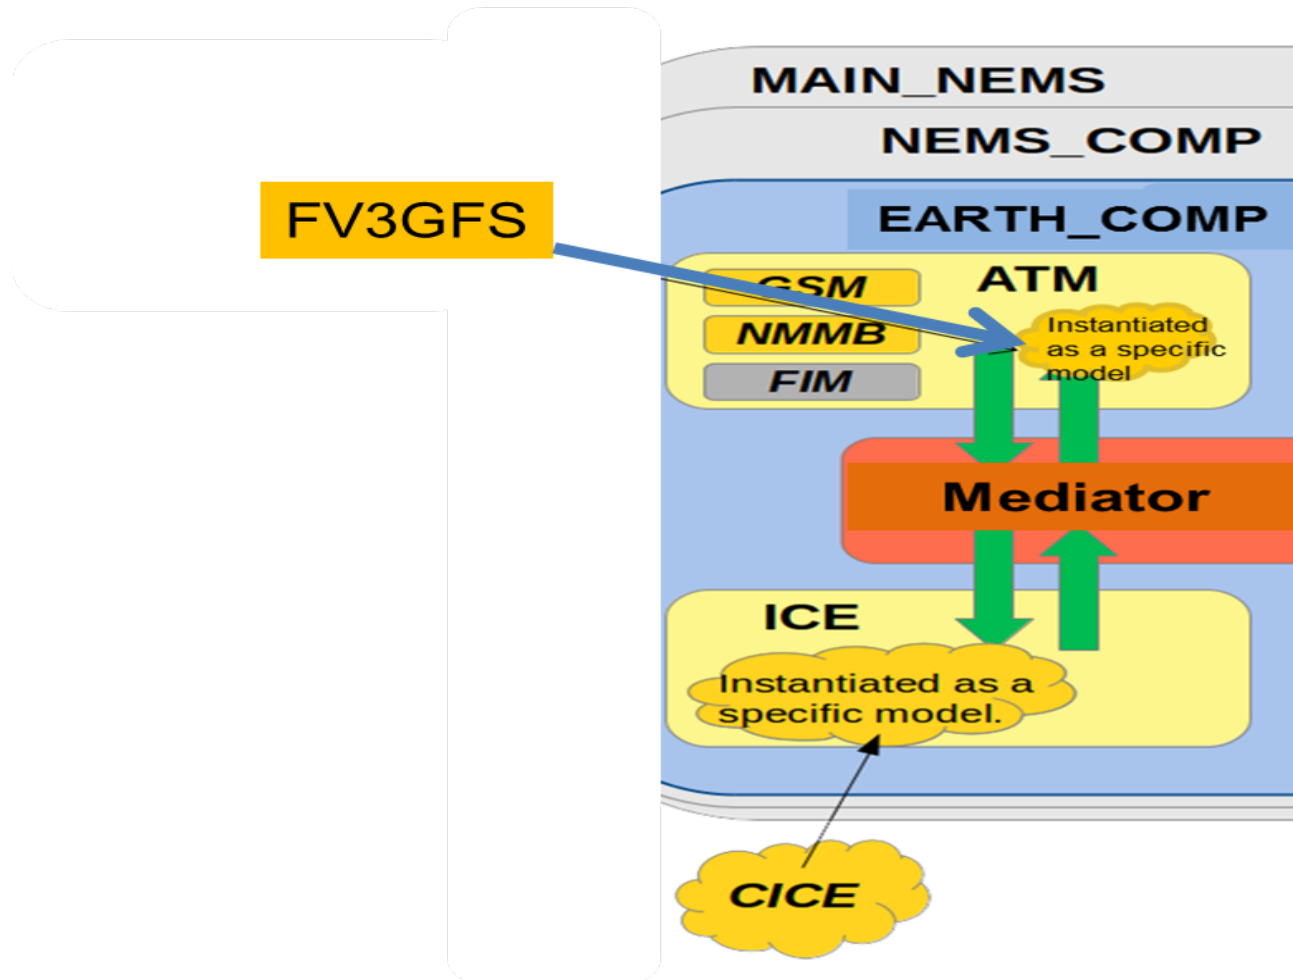 MAIN_NEMS
NEMS_COMP
FV3GFS
EARTH_COMP
ATM
GSM
NMMB
FIM
Instantiated
as a specific
model
Mediator
ICE
Instantiated as a
specific model.
CICE